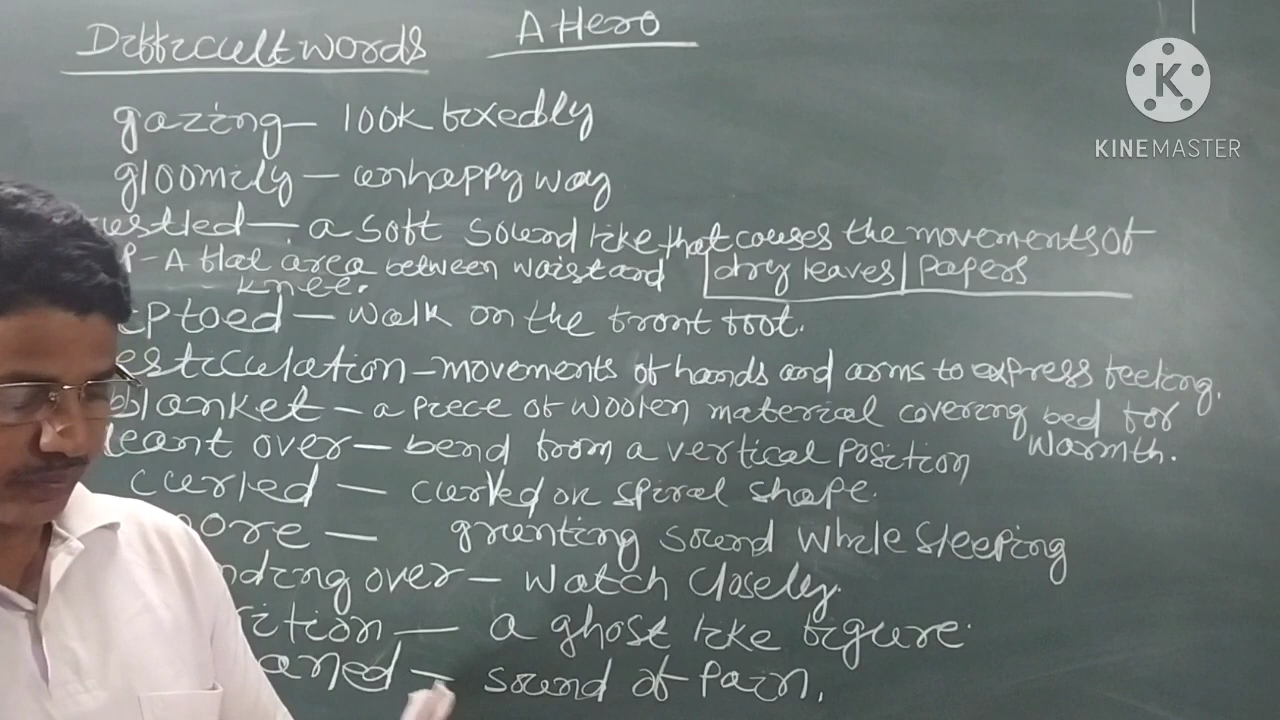 Difficult words A Hero
gazing - look fixedly
gloomily - unhappy way
ustled - a soft sound like that causes the movements of
dry leaves | papers
P - A flat area between waist and
knee.
ptoed - walk on the front foot.
esticulation - movements of hands and arms to express feeling.
blanket - a piece of woolen material covering bed for
warmth.
leant over - bend from a vertical position
curled - curled or spiral shape.
ore - grunting sound while sleeping
nding over - watch closely.
rition - a ghost like figure.
aned - sound of pain.
K
KINEMASTER